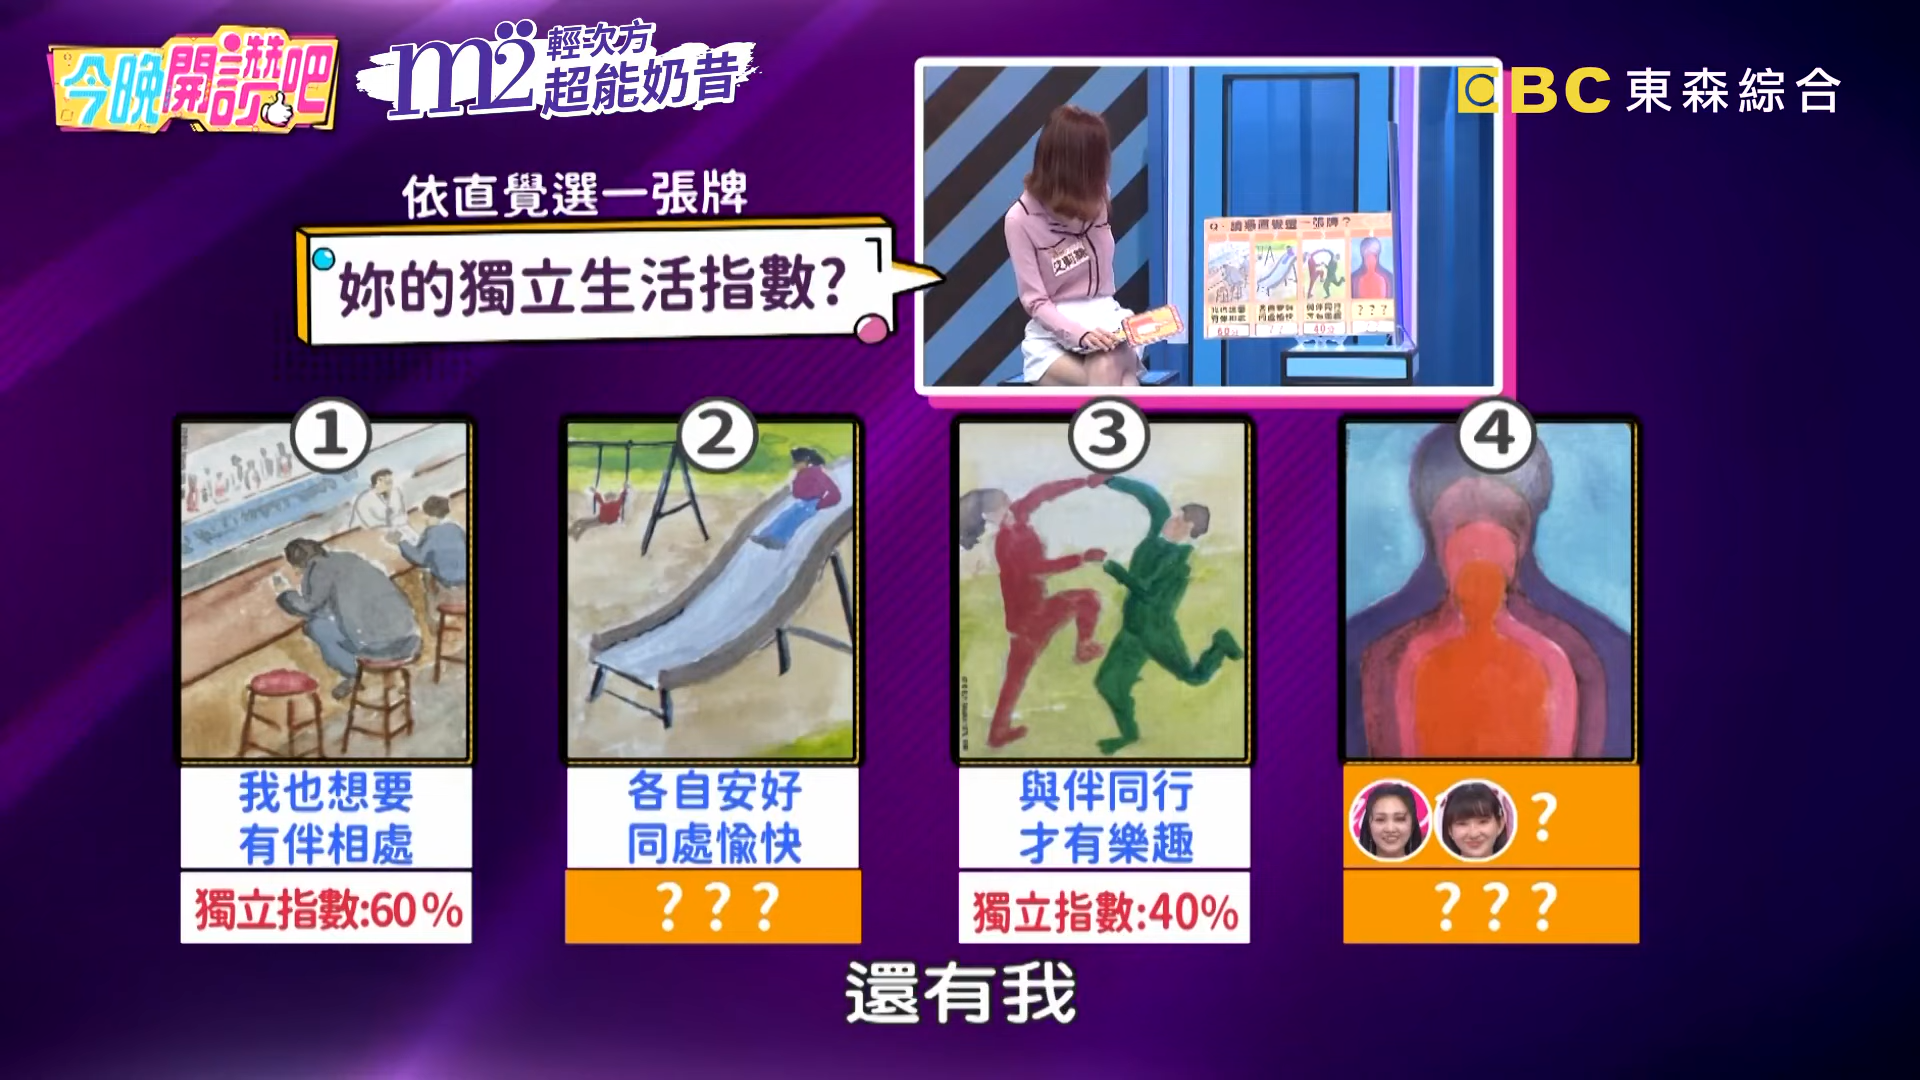 今晚開讚吧
m2 輕次方
超能奶昔
EBC 東森綜合
依直覺選一張牌
妳的獨立生活指數?
1
2
3
4
我也想要
有伴相處
獨立指數:60%
各自安好
同處愉快
???
與伴同行
才有樂趣
獨立指數:40%
?
???
還有我